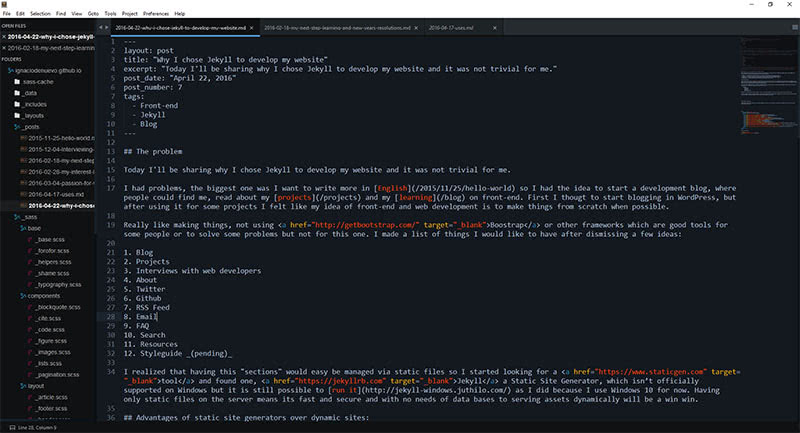 File Edit Selection Find View Goto Tools Project Preferences Help
OPEN FILES
2016-04-22-why-i-chose-jekyll-
2016-02-18-my-next-step-learnin
FOLDERS
ignaciodenuevo.github.io
.sass-cache
_data
_includes
_layouts
_posts
2015-11-25-hello-world.m
2015-12-04-interviewing-
2016-02-18-my-next-step-
2016-02-28-my-interest-i
2016-03-04-passion-for-
2016-04-17-uses.md
2016-04-22-why-i-chose-
_sass
base
_base.scss
_forofor.scss
_helpers.scss
_shame.scss
_typography.scss
components
_blockquote.scss
_cite.scss
_code.scss
_figure.scss
_images.scss
_lists.scss
_pagination.scss
layout
_article.scss
_footer.scss
2016-04-22-why-i-chose-jekyll-to-develop-my-website.md
2016-02-18-my-next-step-learning-and-new-years-resolutions.md
2016-04-17-uses.md
1 ---
2 layout: post
3 title: "Why I chose Jekyll to develop my website"
4 excerpt: "Today I'll be sharing why I chose Jekyll to develop my website and it was not trivial for me."
5 post_date: "April 22, 2016"
6 post_number: 7
7 tags:
8 - Front-end
9 - Jekyll
10 - Blog
11 ---
12
13 ## The problem
14
15 Today I'll be sharing why I chose Jekyll to develop my website and it was not trivial for me.
16
17 I had problems, the biggest one was I want to write more in [English](/2015/11/25/hello-world) so I had the idea to start a development blog, where
people could find me, read about my [projects](/projects) and my [learning](/blog) on front-end. First I thougt to start blogging in WordPress, but
after using it for some projects I felt like my idea of front-end and web development is to make things from scratch when possible.
18
19 Really like making things, not using <a href="http://getbootstrap.com/" target="_blank">Boostrap</a> or other frameworks which are good tools for
some people or to solve some problems but not for this one. I made a list of things I would like to have after dismissing a few ideas:
20
21 1. Blog
22 2. Projects
23 3. Interviews with web developers
24 4. About
25 5. Twitter
26 6. Github
27 7. RSS Feed
28 8. Email
29 9. FAQ
30 10. Search
31 11. Resources
32 12. Styleguide _(pending)_
33
34 I realized that having this "sections" would easy be managed via static files so I started looking for a <a href="https://www.staticgen.com" target=
"_blank">tool</a> and found one, <a href="https://jekyllrb.com" target="_blank">Jekyll</a> a Static Site Generator, which isn't officially
supported on Windows but it is still possible to [run it](http://jekyll-windows.juthilo.com/) as I did because I use Windows 10 for now. Having
only static files on the server means its fast and secure and with no needs of data bases to serving assets dynamically will be a win win.
35
36 ## Advantages of static site generators over dynamic sites:
Line 28, Column 9